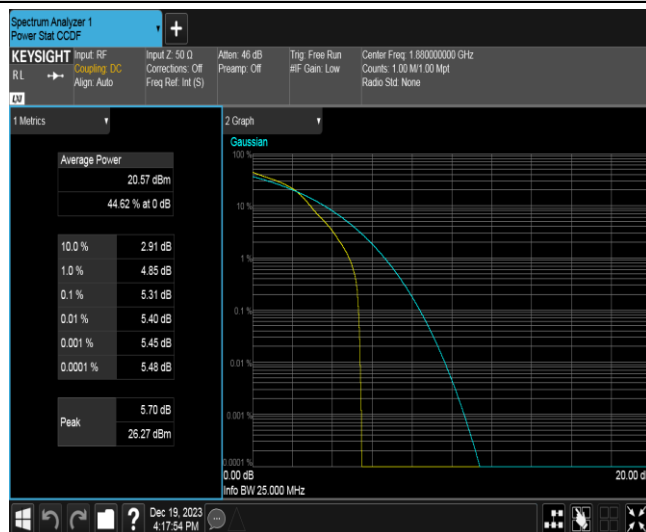 Spectrum Analyzer 1
Power Stat CCDF
KEYSIGHT
RL
Input: RF
Coupling: DC
Align: Auto
Input Z: 50 Ω
Corrections: Off
Freq Ref: Int (S)
Atten: 46 dB
Preamp: Off
Trig: Free Run
#IF Gain: Low
Center Freq: 1.880000000 GHz
Counts: 1.00 M/1.00 Mpt
Radio Std: None
LXI
1 Metrics
Average Power
20.57 dBm
44.62 % at 0 dB
10.0 % 2.91 dB
1.0 % 4.85 dB
0.1 % 5.31 dB
0.01 % 5.40 dB
0.001 % 5.45 dB
0.0001 % 5.48 dB
Peak
5.70 dB
26.27 dBm
2 Graph
Gaussian
100 %
10 %
1 %
0.1 %
0.01 %
0.001 %
0.0001 %
0.00 dB
20.00 d
Info BW 25.000 MHz
?
Dec 19, 2023
4:17:54 PM